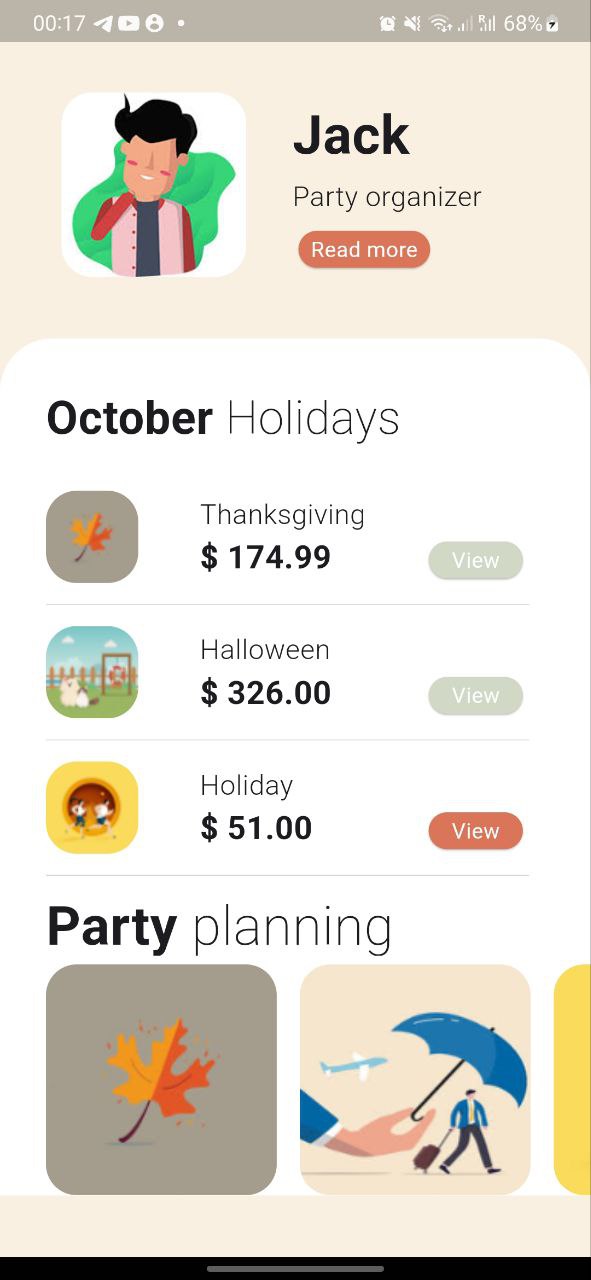 00:17
68%
Jack
Party organizer
Read more
October Holidays
Thanksgiving
$ 174.99
View
Halloween
$ 326.00
View
Holiday
$ 51.00
View
Party planning